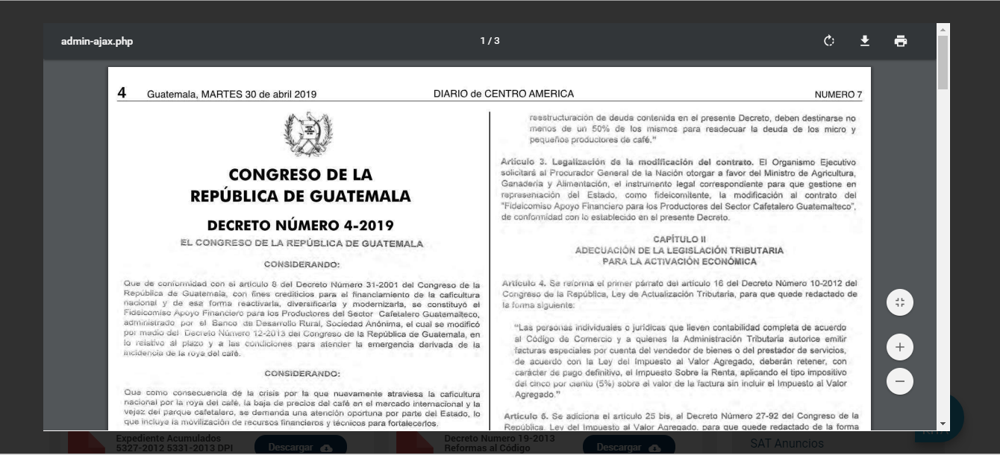 admin-ajax.php
1 / 3
4 Guatemala, MARTES 30 de abril 2019 DIARIO de CENTRO AMERICA NUMERO 7
CONGRESO DE LA
REPÚBLICA DE GUATEMALA
DECRETO NÚMERO 4-2019
EL CONGRESO DE LA REPÚBLICA DE GUATEMALA
CONSIDERANDO:
Que de conformidad con el artículo 8 del Decreto Número 31-2001 del Congreso de la
República de Guatemala, con fines crediticios para el financiamiento de la caficultura
nacional y de esa forma reactivarla, diversificarla y modernizarla, se constituyó el
Fideicomiso Apoyo Financiero para los Productores del Sector Cafetalero Guatemalteco,
administrado por el Banco de Desarrollo Rural, Sociedad Anónima, el cual se modificó
por medio del Decreto Número 12-2013 del Congreso de la República de Guatemala, en
lo relativo al plazo y a las condiciones para atender la emergencia derivada de la
incidencia de la roya del café.
CONSIDERANDO:
Que como consecuencia de la crisis por la que nuevamente atraviesa la caficultura
nacional por la roya del café, la baja de precios del café en el mercado internacional y la
vejez del parque cafetalero, se demanda una atención oportuna por parte del Estado, lo
que incluye la movilización de recursos financieros y técnicos para fortalecerlos.
reestructuración de deuda contenida en el presente Decreto, deben destinarse no
menos de un 50% de los mismos para readecuar la deuda de los micro y
pequeños productores de café."
Artículo 3. Legalización de la modificación del contrato. El Organismo Ejecutivo
solicitará al Procurador General de la Nación otorgar a favor del Ministro de Agricultura,
Ganadería y Alimentación, el instrumento legal correspondiente para que gestione en
representación del Estado, como fideicomitente, la modificación al contrato del
"Fideicomiso Apoyo Financiero para los Productores del Sector Cafetalero Guatemalteco",
de conformidad con lo establecido en el presente Decreto.
CAPÍTULO II
ADECUACIÓN DE LA LEGISLACIÓN TRIBUTARIA
PARA LA ACTIVACIÓN ECONÓMICA
Artículo 4. Se reforma el primer párrafo del artículo 16 del Decreto Número 10-2012 del
Congreso de la República, Ley de Actualización Tributaria, para que quede redactado de
la forma siguiente:
"Las personas individuales o jurídicas que lleven contabilidad completa de acuerdo
al Código de Comercio y a quienes la Administración Tributaria autorice emitir
facturas especiales por cuenta del vendedor de bienes o del prestador de servicios,
de acuerdo con la Ley del Impuesto al Valor Agregado, deberán retener, con
carácter de pago definitivo, el Impuesto Sobre la Renta, aplicando el tipo impositivo
del cinco por ciento (5%) sobre el valor de la factura sin incluir el Impuesto al Valor
Agregado."
Artículo 5. Se adiciona el artículo 25 bis, al Decreto Número 27-92 del Congreso de la
República, Ley del Impuesto al Valor Agregado, para que quede redactado de la forma
Expediente Acumulados
5327-2012 5331-2013 DPI
Descargar
Decreto Numero 19-2013
Reformas al Código
Descargar
SAT Anuncios